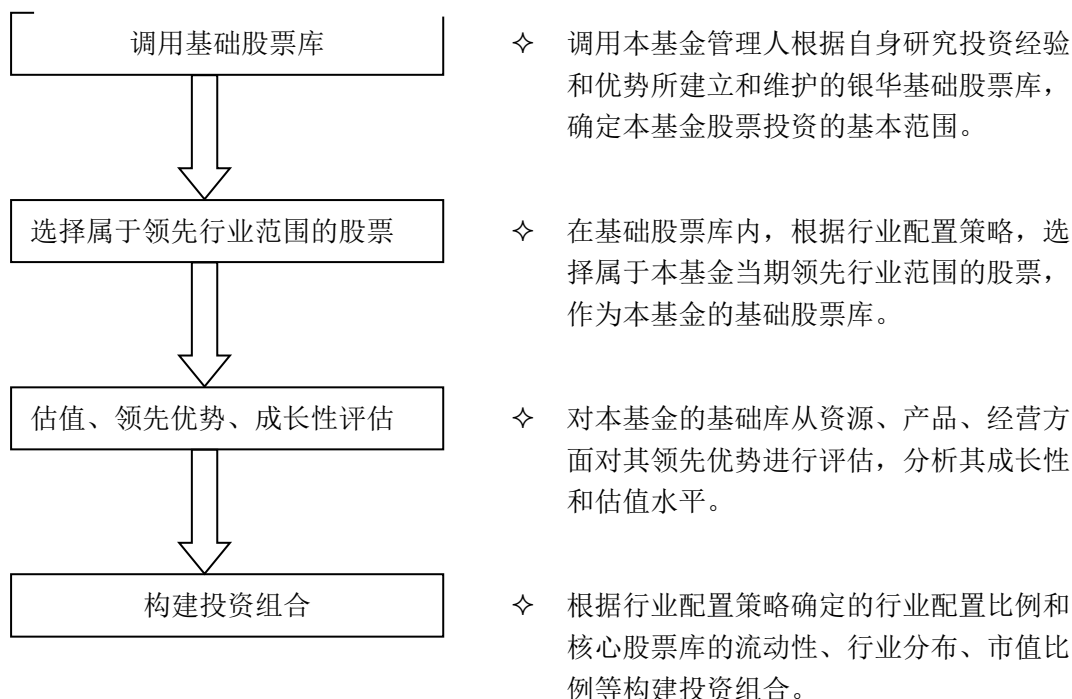 调用基础股票库
✧ 调用本基金管理人根据自身研究投资经验
和优势所建立和维护的银华基础股票库，
确定本基金股票投资的基本范围。
选择属于领先行业范围的股票
✧ 在基础股票库内，根据行业配置策略，选
择属于本基金当期领先行业范围的股票，
作为本基金的基础股票库。
估值、领先优势、成长性评估
✧ 对本基金的基础库从资源、产品、经营方
面对其领先优势进行评估，分析其成长性
和估值水平。
构建投资组合
✧ 根据行业配置策略确定的行业配置比例和
核心股票库的流动性、行业分布、市值比
例等构建投资组合。